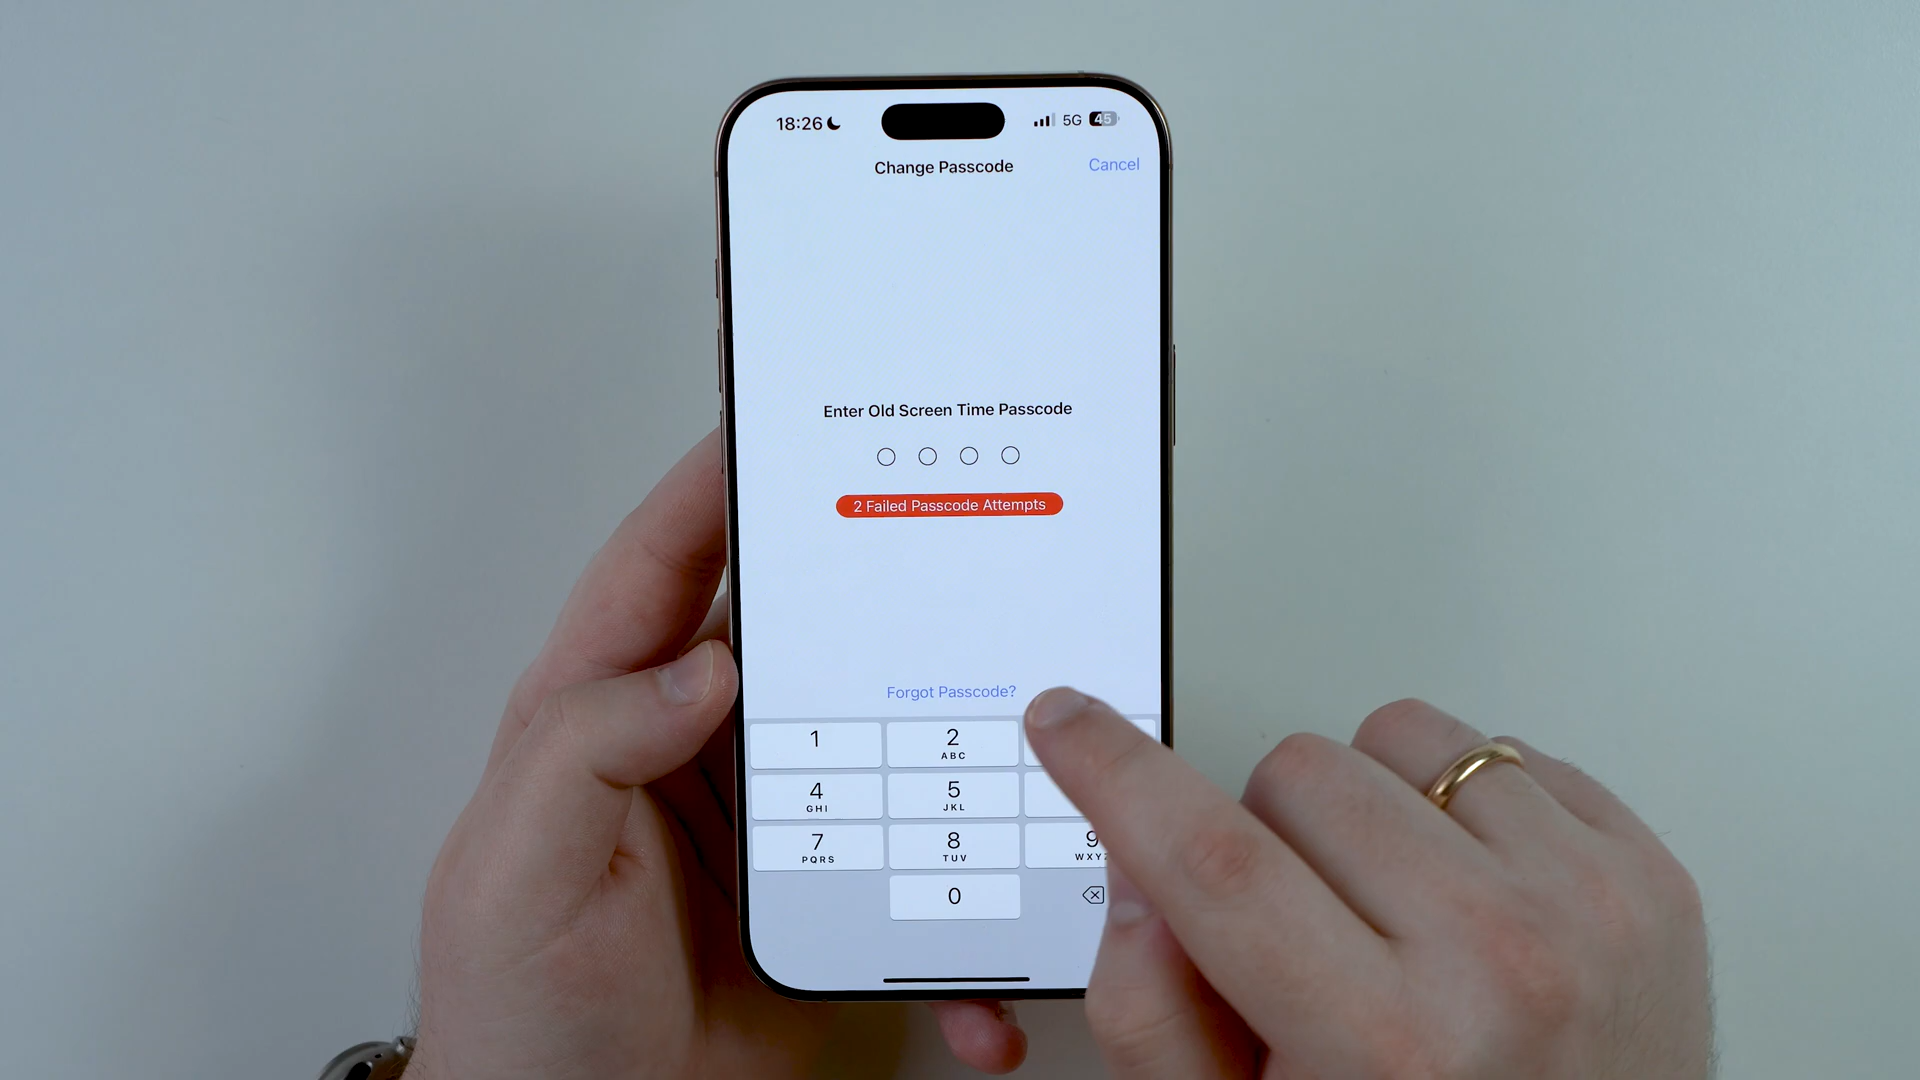 18:26
5G 45
Change Passcode
Cancel
Enter Old Screen Time Passcode
2 Failed Passcode Attempts
Forgot Passcode?
1
2
ABC
4
GHI
5
JKL
7
PQRS
8
TUV
9
WXYZ
0